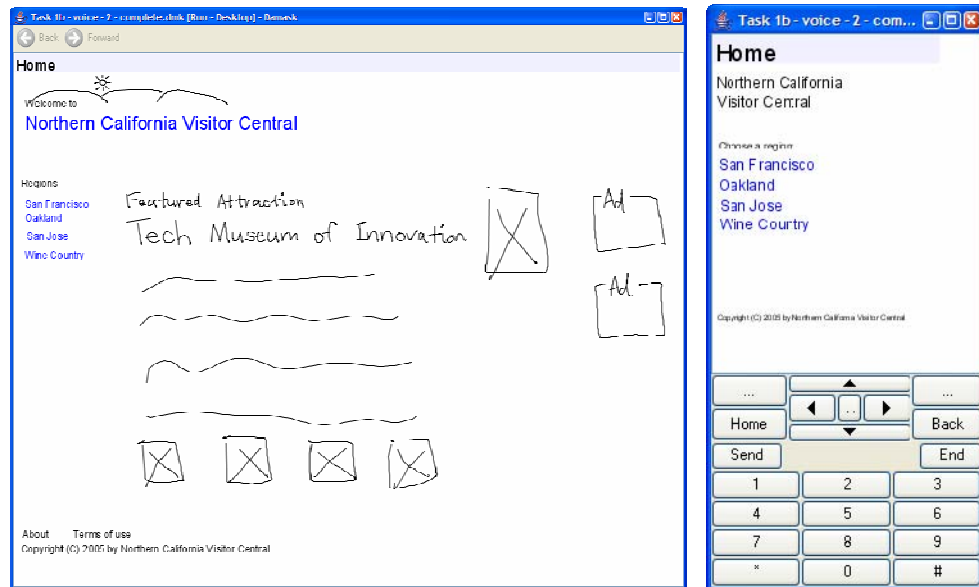 Task 1b - voice - 2 - complete.dmk [Run - Desktop] - Damask
Back Forward
Home
Welcome to
Northern California Visitor Central
Regions
San Francisco
Oakland
San Jose
Wine Country
Featured Attraction
Tech Museum of Innovation
Ad
Ad
About Terms of use
Copyright (C) 2005 by Northern California Visitor Central
Task 1b - voice - 2 - com...
Home
Northern California
Visitor Central
Choose a region:
San Francisco
Oakland
San Jose
Wine Country
Copyright (C) 2005 by Northern California Visitor Central
... ...
..
Home Back
Send End
1 2 3
4 5 6
7 8 9
* 0 #